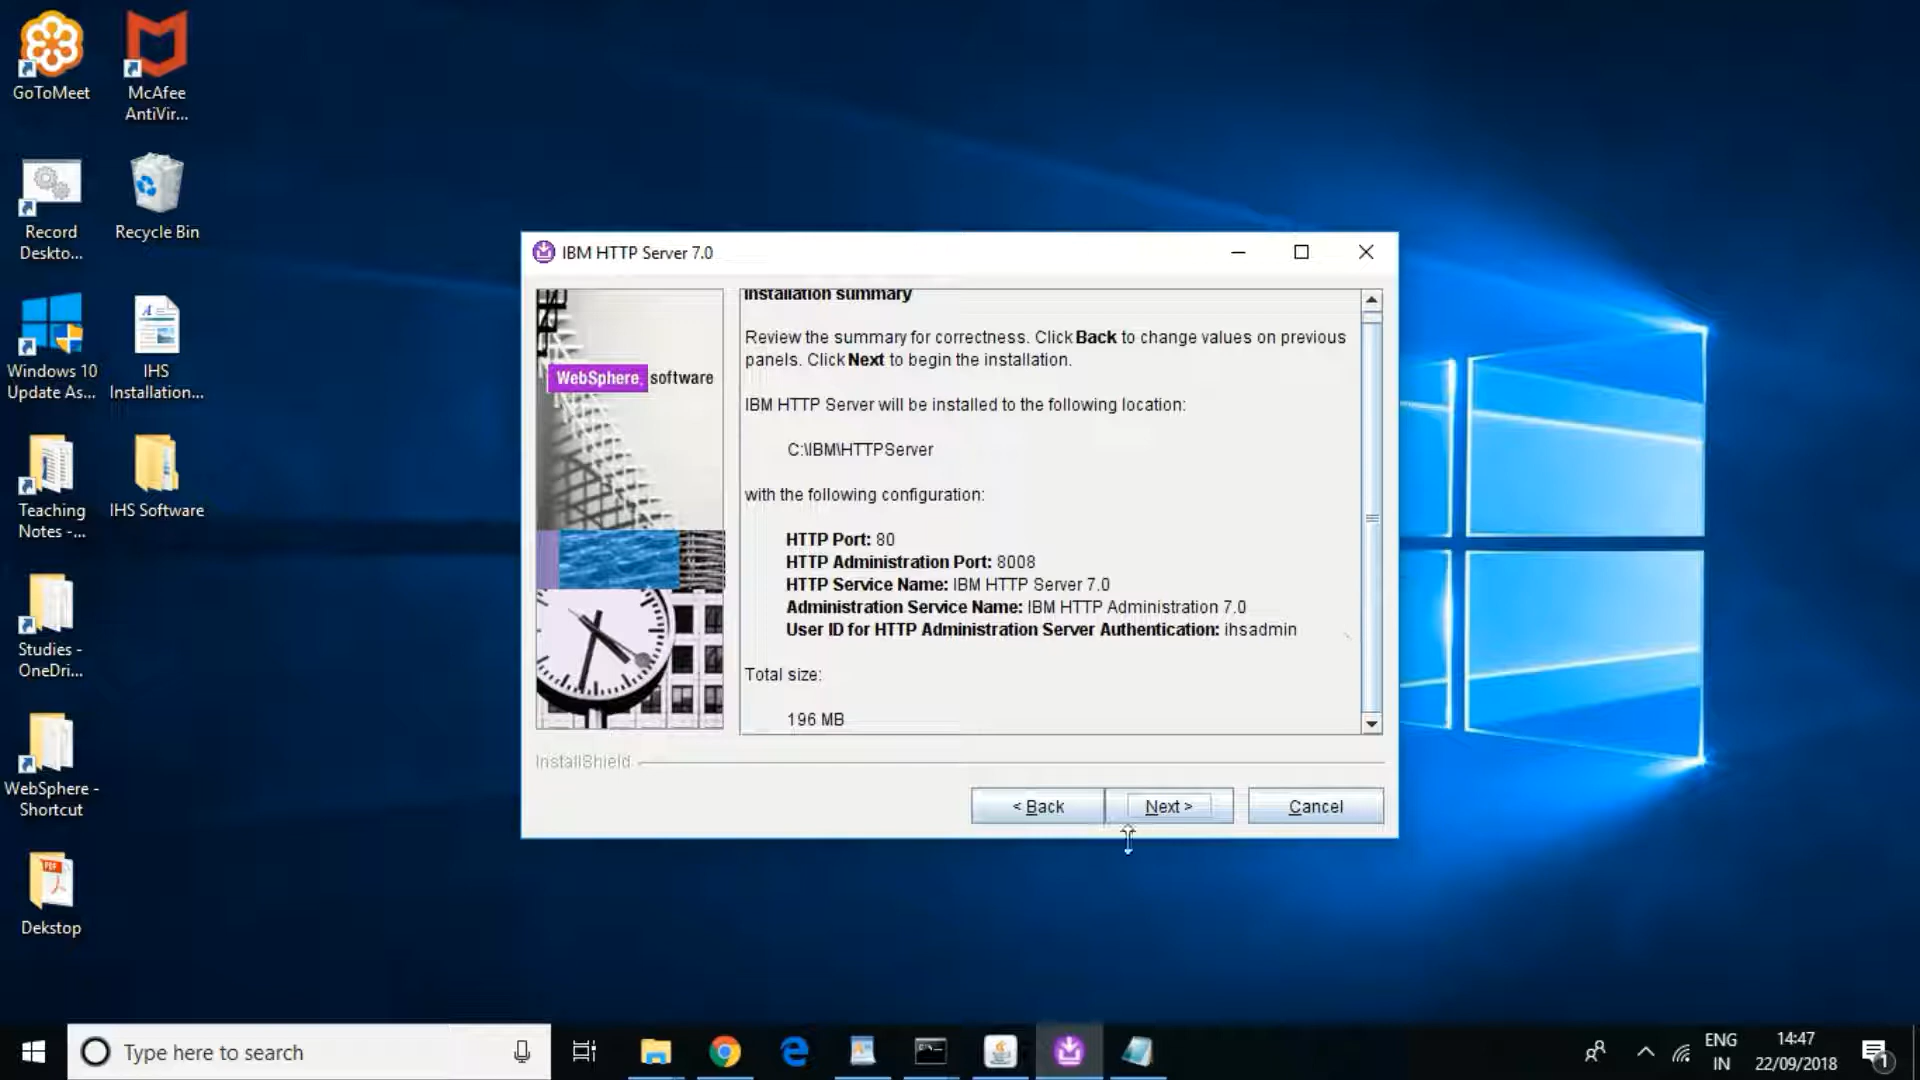 GoToMeet
McAfee
AntiVir...
Record
Deskto...
Recycle Bin
Windows 10
Update As...
IHS
Installation...
Teaching
Notes -...
IHS Software
Studies -
OneDri...
WebSphere -
Shortcut
PDF
Dekstop
IBM HTTP Server 7.0
WebSphere. software
Installation summary
Review the summary for correctness. Click Back to change values on previous
panels. Click Next to begin the installation.
IBM HTTP Server will be installed to the following location:
C:\IBM\HTTPServer
with the following configuration:
HTTP Port: 80
HTTP Administration Port: 8008
HTTP Service Name: IBM HTTP Server 7.0
Administration Service Name: IBM HTTP Administration 7.0
User ID for HTTP Administration Server Authentication: ihsadmin
Total size:
196 MB
InstallShield
< Back
Next >
Cancel
Type here to search
ENG
IN
14:47
22/09/2018
1